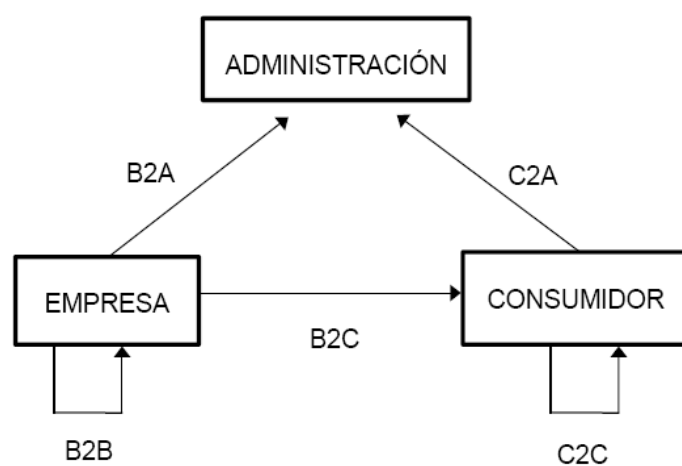 ADMINISTRACIÓN
B2A
C2A
EMPRESA
CONSUMIDOR
B2C
B2B
C2C